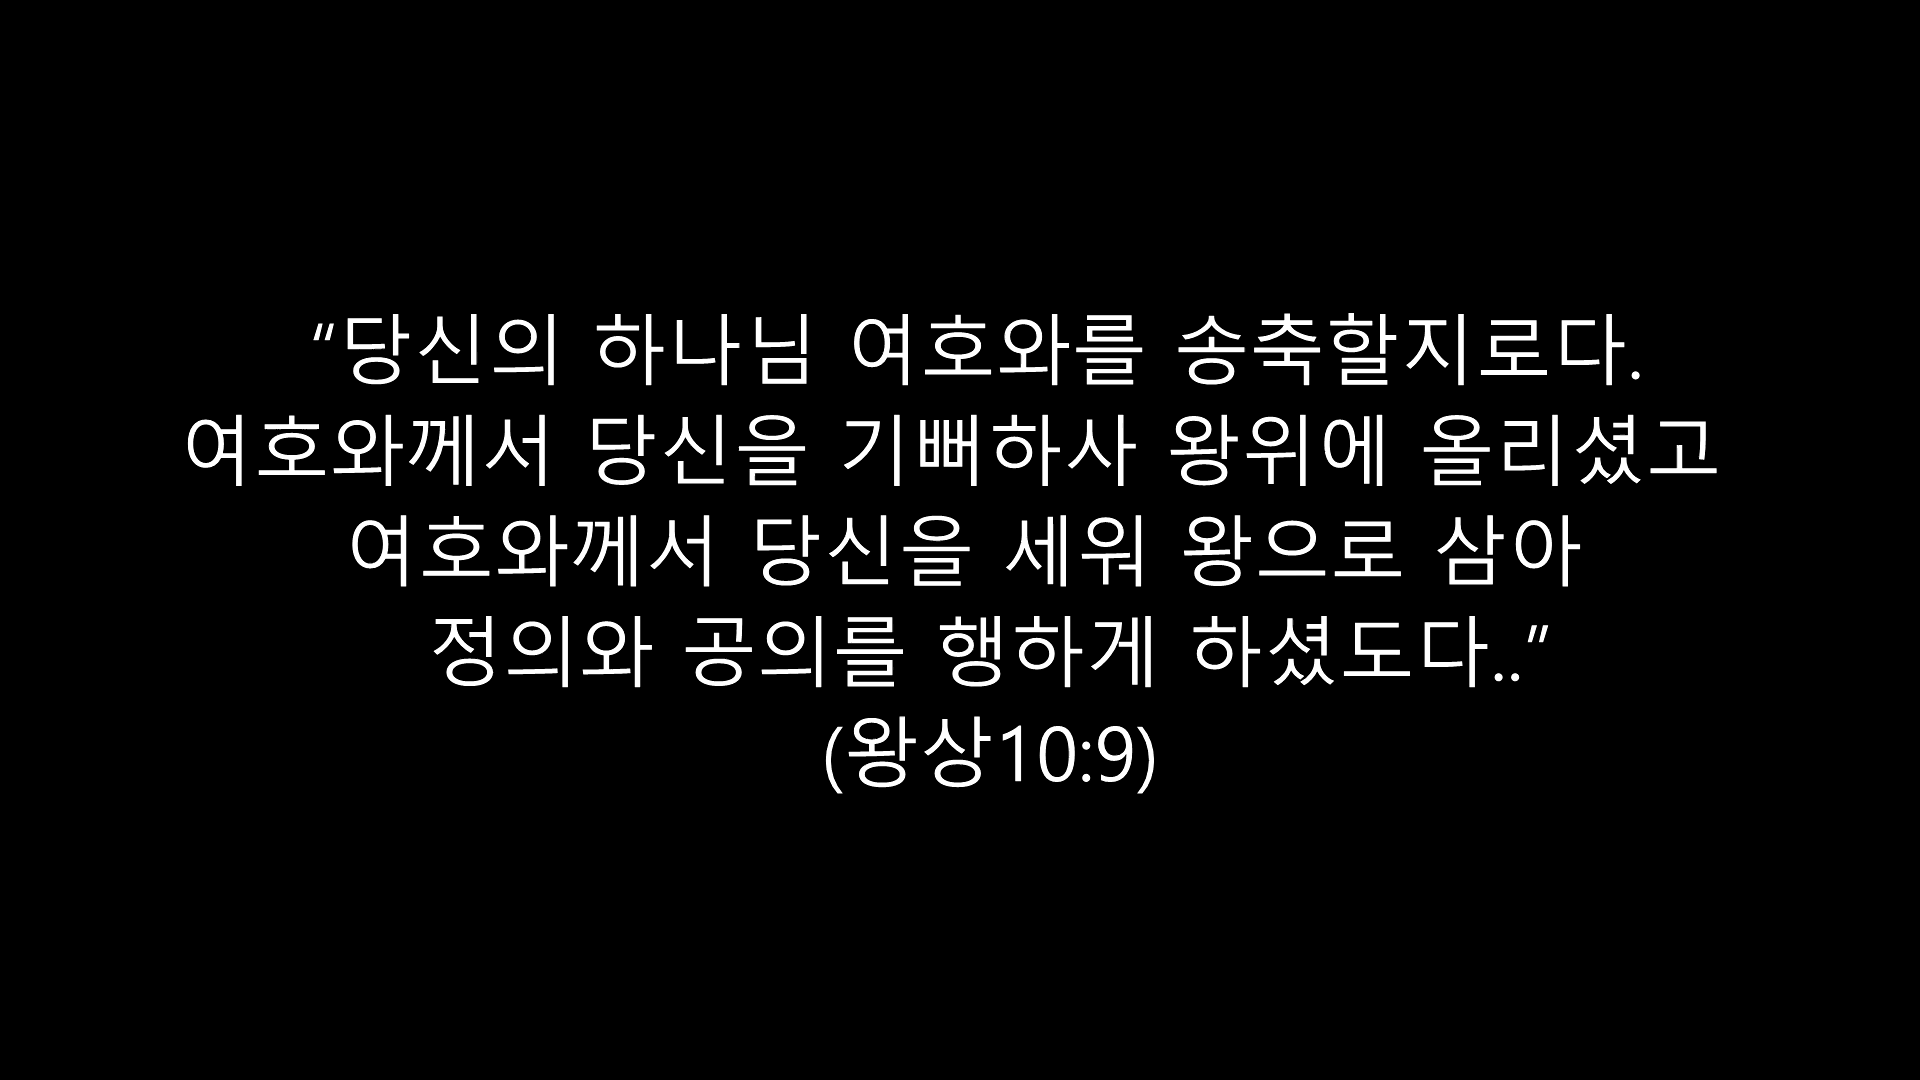 “당신의 하나님 여호와를 송축할지로다.
여호와께서 당신을 기뻐하사 왕위에 올리셨고
여호와께서 당신을 세워 왕으로 삼아
정의와 공의를 행하게 하셨도다..”
(왕상10:9)